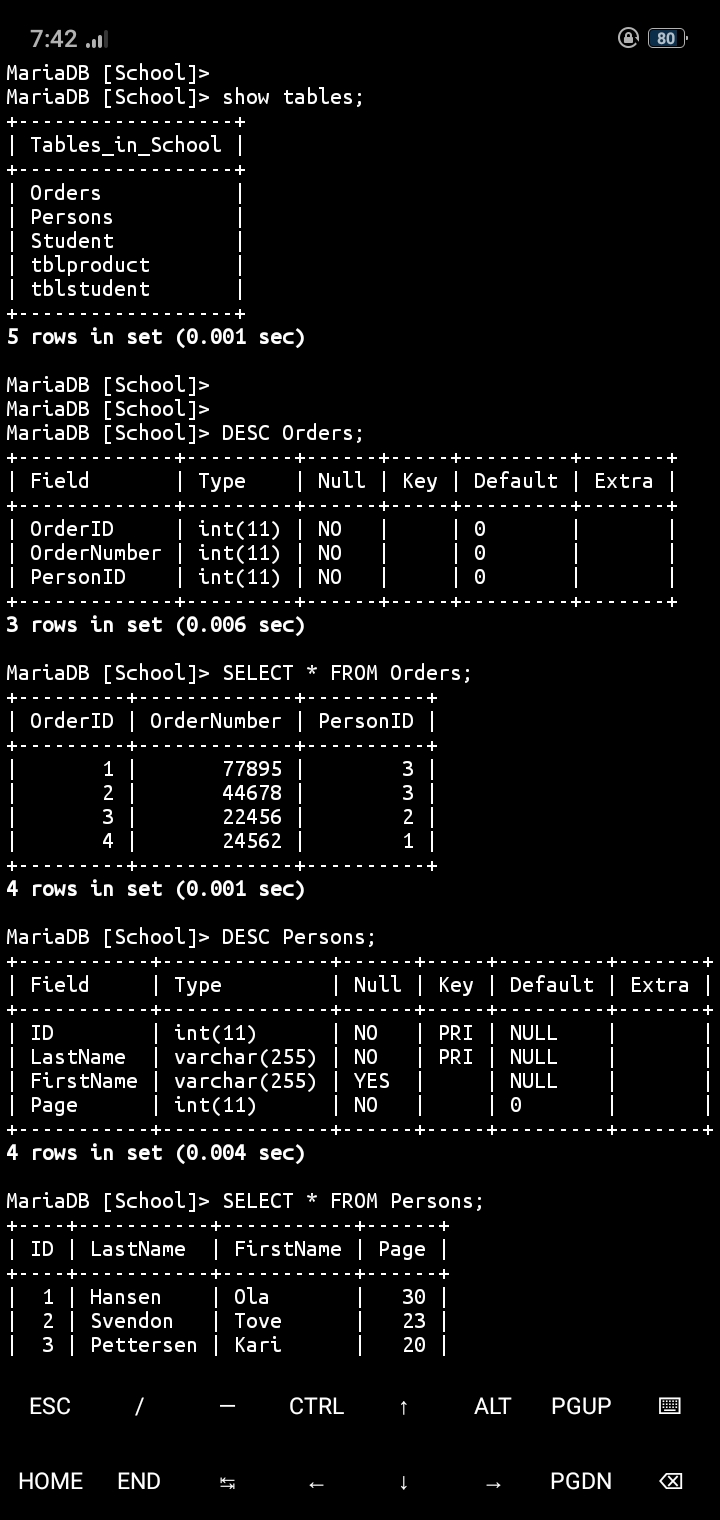 7:42 80
MariaDB [School]>
MariaDB [School]> show tables;
+------------------+
| Tables_in_School |
+------------------+
| Orders           |
| Persons          |
| Student          |
| tblproduct       |
| tblstudent       |
+------------------+
5 rows in set (0.001 sec)

MariaDB [School]>
MariaDB [School]>
MariaDB [School]> DESC Orders;
+-------------+---------+------+-----+---------+-------+
| Field       | Type    | Null | Key | Default | Extra |
+-------------+---------+------+-----+---------+-------+
| OrderID     | int(11) | NO   |     | 0       |       |
| OrderNumber | int(11) | NO   |     | 0       |       |
| PersonID    | int(11) | NO   |     | 0       |       |
+-------------+---------+------+-----+---------+-------+
3 rows in set (0.006 sec)

MariaDB [School]> SELECT * FROM Orders;
+---------+-------------+----------+
| OrderID | OrderNumber | PersonID |
+---------+-------------+----------+
|       1 |       77895 |        3 |
|       2 |       44678 |        3 |
|       3 |       22456 |        2 |
|       4 |       24562 |        1 |
+---------+-------------+----------+
4 rows in set (0.001 sec)

MariaDB [School]> DESC Persons;
+-----------+--------------+------+-----+---------+-------+
| Field     | Type         | Null | Key | Default | Extra |
+-----------+--------------+------+-----+---------+-------+
| ID        | int(11)      | NO   | PRI | NULL    |       |
| LastName  | varchar(255) | NO   | PRI | NULL    |       |
| FirstName | varchar(255) | YES  |     | NULL    |       |
| Page      | int(11)      | NO   |     | 0       |       |
+-----------+--------------+------+-----+---------+-------+
4 rows in set (0.004 sec)

MariaDB [School]> SELECT * FROM Persons;
+----+-----------+-----------+------+
| ID | LastName  | FirstName | Page |
+----+-----------+-----------+------+
|  1 | Hansen    | Ola       |   30 |
|  2 | Svendon   | Tove      |   23 |
|  3 | Pettersen | Kari      |   20 |
ESC / — CTRL ↑ ALT PGUP
HOME END ↹ ← ↓ → PGDN ⌫